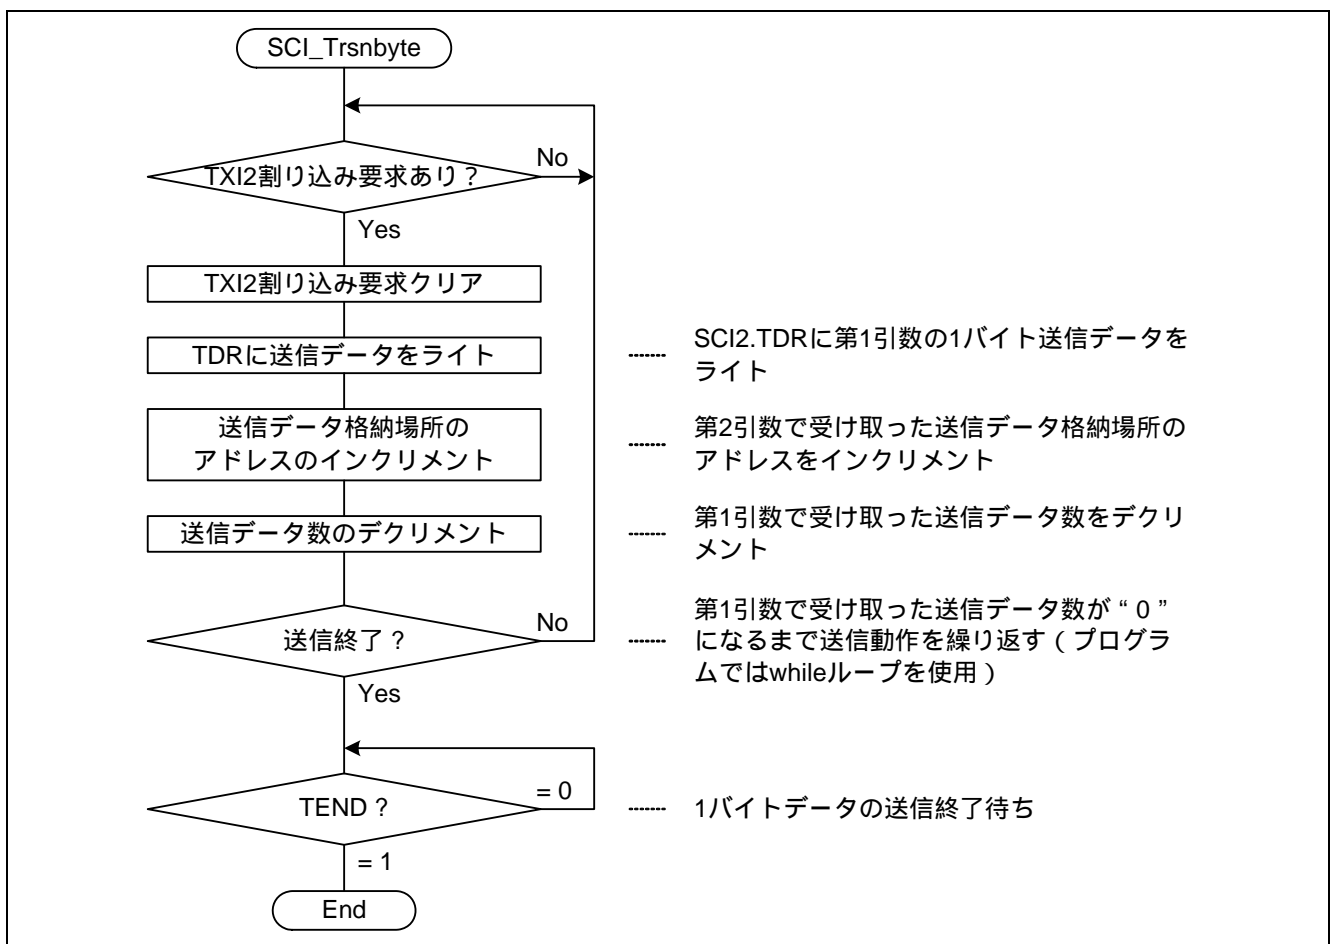 SCI_Trsnbyte
TXI2割り込み要求あり？
No
Yes
TXI2割り込み要求クリア
TDRに送信データをライト
SCI2.TDRに第1引数の1バイト送信データを
ライト
送信データ格納場所の
アドレスのインクリメント
第2引数で受け取った送信データ格納場所の
アドレスをインクリメント
送信データ数のデクリメント
第1引数で受け取った送信データ数をデクリ
メント
送信終了？
No
第1引数で受け取った送信データ数が“0”
になるまで送信動作を繰り返す（プログラ
ムではwhileループを使用）
Yes
TEND？
= 0
1バイトデータの送信終了待ち
= 1
End